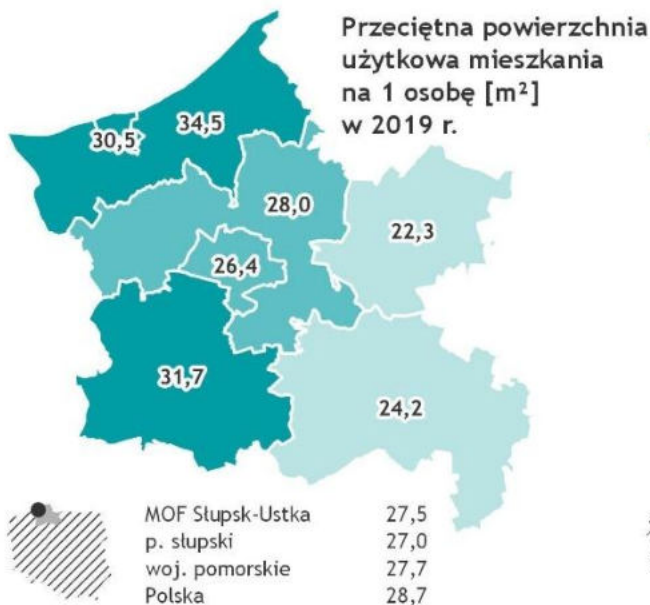 Przeciętna powierzchnia
użytkowa mieszkania
na 1 osobę [m²]
w 2019 r.
34,5
30,5
28,0
22,3
26,4
31,7
24,2
MOF Słupsk-Ustka 27,5
p. słupski 27,0
woj. pomorskie 27,7
Polska 28,7